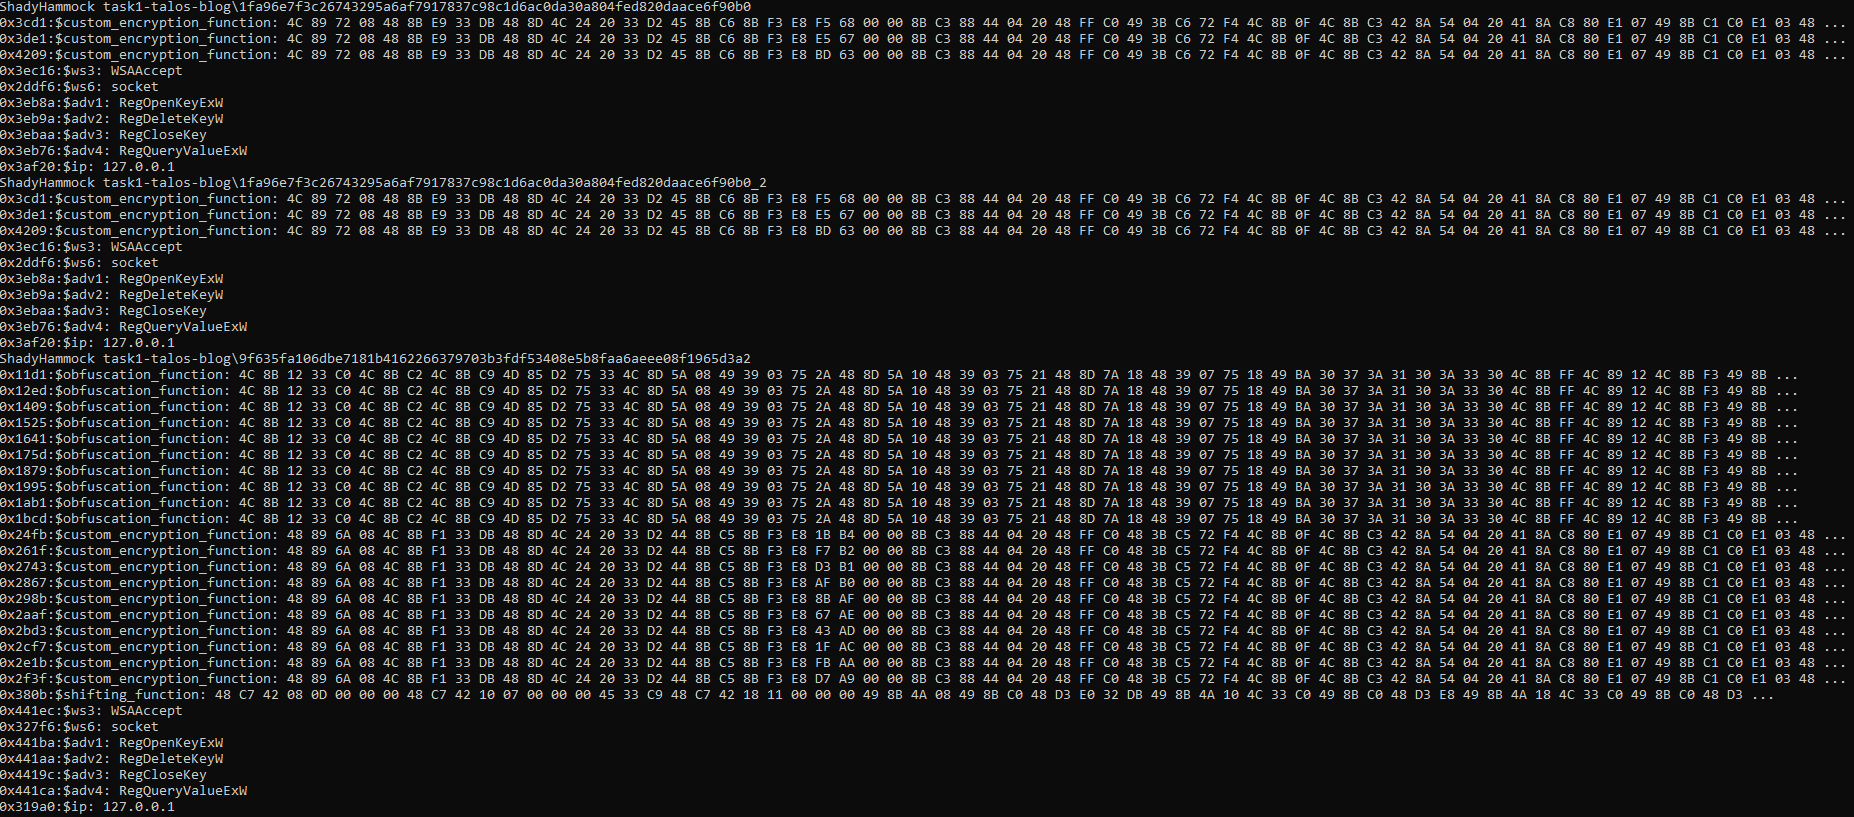 ShadyHammock task1-talos-blog\1fa96e7f3c26743295a6af7917837c98c1d6ac0da30a804fed820daace6f90b0
0x3cd1:$custom_encryption_function: 4C 89 72 08 48 8B E9 33 DB 48 8D 4C 24 20 33 D2 45 8B C6 8B F3 E8 F5 68 00 00 8B C3 88 44 04 20 48 FF C0 49 3B C6 72 F4 4C 8B 0F 4C 8B C3 42 8A 54 04 20 41 8A C8 80 E1 07 49 8B C1 C0 E1 03 48 ...
0x3de1:$custom_encryption_function: 4C 89 72 08 48 8B E9 33 DB 48 8D 4C 24 20 33 D2 45 8B C6 8B F3 E8 E5 67 00 00 8B C3 88 44 04 20 48 FF C0 49 3B C6 72 F4 4C 8B 0F 4C 8B C3 42 8A 54 04 20 41 8A C8 80 E1 07 49 8B C1 C0 E1 03 48 ...
0x4209:$custom_encryption_function: 4C 89 72 08 48 8B E9 33 DB 48 8D 4C 24 20 33 D2 45 8B C6 8B F3 E8 BD 63 00 00 8B C3 88 44 04 20 48 FF C0 49 3B C6 72 F4 4C 8B 0F 4C 8B C3 42 8A 54 04 20 41 8A C8 80 E1 07 49 8B C1 C0 E1 03 48 ...
0x3ec16:$ws3: WSAAccept
0x2ddf6:$ws6: socket
0x3eb8a:$adv1: RegOpenKeyExW
0x3eb9a:$adv2: RegDeleteKeyW
0x3ebaa:$adv3: RegCloseKey
0x3eb76:$adv4: RegQueryValueExW
0x3af20:$ip: 127.0.0.1
ShadyHammock task1-talos-blog\1fa96e7f3c26743295a6af7917837c98c1d6ac0da30a804fed820daace6f90b0_2
0x3cd1:$custom_encryption_function: 4C 89 72 08 48 8B E9 33 DB 48 8D 4C 24 20 33 D2 45 8B C6 8B F3 E8 F5 68 00 00 8B C3 88 44 04 20 48 FF C0 49 3B C6 72 F4 4C 8B 0F 4C 8B C3 42 8A 54 04 20 41 8A C8 80 E1 07 49 8B C1 C0 E1 03 48 ...
0x3de1:$custom_encryption_function: 4C 89 72 08 48 8B E9 33 DB 48 8D 4C 24 20 33 D2 45 8B C6 8B F3 E8 E5 67 00 00 8B C3 88 44 04 20 48 FF C0 49 3B C6 72 F4 4C 8B 0F 4C 8B C3 42 8A 54 04 20 41 8A C8 80 E1 07 49 8B C1 C0 E1 03 48 ...
0x4209:$custom_encryption_function: 4C 89 72 08 48 8B E9 33 DB 48 8D 4C 24 20 33 D2 45 8B C6 8B F3 E8 BD 63 00 00 8B C3 88 44 04 20 48 FF C0 49 3B C6 72 F4 4C 8B 0F 4C 8B C3 42 8A 54 04 20 41 8A C8 80 E1 07 49 8B C1 C0 E1 03 48 ...
0x3ec16:$ws3: WSAAccept
0x2ddf6:$ws6: socket
0x3eb8a:$adv1: RegOpenKeyExW
0x3eb9a:$adv2: RegDeleteKeyW
0x3ebaa:$adv3: RegCloseKey
0x3eb76:$adv4: RegQueryValueExW
0x3af20:$ip: 127.0.0.1
ShadyHammock task1-talos-blog\9f635fa106dbe7181b4162266379703b3fdf53408e5b8faa6aeee08f1965d3a2
0x11d1:$obfuscation_function: 4C 8B 12 33 C0 4C 8B C2 4C 8B C9 4D 85 D2 75 33 4C 8D 5A 08 49 39 03 75 2A 48 8D 5A 10 48 39 03 75 21 48 8D 7A 18 48 39 07 75 18 49 BA 30 37 3A 31 30 3A 33 30 4C 8B FF 4C 89 12 4C 8B F3 49 8B ...
0x12ed:$obfuscation_function: 4C 8B 12 33 C0 4C 8B C2 4C 8B C9 4D 85 D2 75 33 4C 8D 5A 08 49 39 03 75 2A 48 8D 5A 10 48 39 03 75 21 48 8D 7A 18 48 39 07 75 18 49 BA 30 37 3A 31 30 3A 33 30 4C 8B FF 4C 89 12 4C 8B F3 49 8B ...
0x1409:$obfuscation_function: 4C 8B 12 33 C0 4C 8B C2 4C 8B C9 4D 85 D2 75 33 4C 8D 5A 08 49 39 03 75 2A 48 8D 5A 10 48 39 03 75 21 48 8D 7A 18 48 39 07 75 18 49 BA 30 37 3A 31 30 3A 33 30 4C 8B FF 4C 89 12 4C 8B F3 49 8B ...
0x1525:$obfuscation_function: 4C 8B 12 33 C0 4C 8B C2 4C 8B C9 4D 85 D2 75 33 4C 8D 5A 08 49 39 03 75 2A 48 8D 5A 10 48 39 03 75 21 48 8D 7A 18 48 39 07 75 18 49 BA 30 37 3A 31 30 3A 33 30 4C 8B FF 4C 89 12 4C 8B F3 49 8B ...
0x1641:$obfuscation_function: 4C 8B 12 33 C0 4C 8B C2 4C 8B C9 4D 85 D2 75 33 4C 8D 5A 08 49 39 03 75 2A 48 8D 5A 10 48 39 03 75 21 48 8D 7A 18 48 39 07 75 18 49 BA 30 37 3A 31 30 3A 33 30 4C 8B FF 4C 89 12 4C 8B F3 49 8B ...
0x175d:$obfuscation_function: 4C 8B 12 33 C0 4C 8B C2 4C 8B C9 4D 85 D2 75 33 4C 8D 5A 08 49 39 03 75 2A 48 8D 5A 10 48 39 03 75 21 48 8D 7A 18 48 39 07 75 18 49 BA 30 37 3A 31 30 3A 33 30 4C 8B FF 4C 89 12 4C 8B F3 49 8B ...
0x1879:$obfuscation_function: 4C 8B 12 33 C0 4C 8B C2 4C 8B C9 4D 85 D2 75 33 4C 8D 5A 08 49 39 03 75 2A 48 8D 5A 10 48 39 03 75 21 48 8D 7A 18 48 39 07 75 18 49 BA 30 37 3A 31 30 3A 33 30 4C 8B FF 4C 89 12 4C 8B F3 49 8B ...
0x1995:$obfuscation_function: 4C 8B 12 33 C0 4C 8B C2 4C 8B C9 4D 85 D2 75 33 4C 8D 5A 08 49 39 03 75 2A 48 8D 5A 10 48 39 03 75 21 48 8D 7A 18 48 39 07 75 18 49 BA 30 37 3A 31 30 3A 33 30 4C 8B FF 4C 89 12 4C 8B F3 49 8B ...
0x1ab1:$obfuscation_function: 4C 8B 12 33 C0 4C 8B C2 4C 8B C9 4D 85 D2 75 33 4C 8D 5A 08 49 39 03 75 2A 48 8D 5A 10 48 39 03 75 21 48 8D 7A 18 48 39 07 75 18 49 BA 30 37 3A 31 30 3A 33 30 4C 8B FF 4C 89 12 4C 8B F3 49 8B ...
0x1bcd:$obfuscation_function: 4C 8B 12 33 C0 4C 8B C2 4C 8B C9 4D 85 D2 75 33 4C 8D 5A 08 49 39 03 75 2A 48 8D 5A 10 48 39 03 75 21 48 8D 7A 18 48 39 07 75 18 49 BA 30 37 3A 31 30 3A 33 30 4C 8B FF 4C 89 12 4C 8B F3 49 8B ...
0x24fb:$custom_encryption_function: 48 89 6A 08 4C 8B F1 33 DB 48 8D 4C 24 20 33 D2 44 8B C5 8B F3 E8 1B B4 00 00 8B C3 88 44 04 20 48 FF C0 48 3B C5 72 F4 4C 8B 0F 4C 8B C3 42 8A 54 04 20 41 8A C8 80 E1 07 49 8B C1 C0 E1 03 48 ...
0x261f:$custom_encryption_function: 48 89 6A 08 4C 8B F1 33 DB 48 8D 4C 24 20 33 D2 44 8B C5 8B F3 E8 F7 B2 00 00 8B C3 88 44 04 20 48 FF C0 48 3B C5 72 F4 4C 8B 0F 4C 8B C3 42 8A 54 04 20 41 8A C8 80 E1 07 49 8B C1 C0 E1 03 48 ...
0x2743:$custom_encryption_function: 48 89 6A 08 4C 8B F1 33 DB 48 8D 4C 24 20 33 D2 44 8B C5 8B F3 E8 D3 B1 00 00 8B C3 88 44 04 20 48 FF C0 48 3B C5 72 F4 4C 8B 0F 4C 8B C3 42 8A 54 04 20 41 8A C8 80 E1 07 49 8B C1 C0 E1 03 48 ...
0x2867:$custom_encryption_function: 48 89 6A 08 4C 8B F1 33 DB 48 8D 4C 24 20 33 D2 44 8B C5 8B F3 E8 AF B0 00 00 8B C3 88 44 04 20 48 FF C0 48 3B C5 72 F4 4C 8B 0F 4C 8B C3 42 8A 54 04 20 41 8A C8 80 E1 07 49 8B C1 C0 E1 03 48 ...
0x298b:$custom_encryption_function: 48 89 6A 08 4C 8B F1 33 DB 48 8D 4C 24 20 33 D2 44 8B C5 8B F3 E8 8B AF 00 00 8B C3 88 44 04 20 48 FF C0 48 3B C5 72 F4 4C 8B 0F 4C 8B C3 42 8A 54 04 20 41 8A C8 80 E1 07 49 8B C1 C0 E1 03 48 ...
0x2aaf:$custom_encryption_function: 48 89 6A 08 4C 8B F1 33 DB 48 8D 4C 24 20 33 D2 44 8B C5 8B F3 E8 67 AE 00 00 8B C3 88 44 04 20 48 FF C0 48 3B C5 72 F4 4C 8B 0F 4C 8B C3 42 8A 54 04 20 41 8A C8 80 E1 07 49 8B C1 C0 E1 03 48 ...
0x2bd3:$custom_encryption_function: 48 89 6A 08 4C 8B F1 33 DB 48 8D 4C 24 20 33 D2 44 8B C5 8B F3 E8 43 AD 00 00 8B C3 88 44 04 20 48 FF C0 48 3B C5 72 F4 4C 8B 0F 4C 8B C3 42 8A 54 04 20 41 8A C8 80 E1 07 49 8B C1 C0 E1 03 48 ...
0x2cf7:$custom_encryption_function: 48 89 6A 08 4C 8B F1 33 DB 48 8D 4C 24 20 33 D2 44 8B C5 8B F3 E8 1F AC 00 00 8B C3 88 44 04 20 48 FF C0 48 3B C5 72 F4 4C 8B 0F 4C 8B C3 42 8A 54 04 20 41 8A C8 80 E1 07 49 8B C1 C0 E1 03 48 ...
0x2e1b:$custom_encryption_function: 48 89 6A 08 4C 8B F1 33 DB 48 8D 4C 24 20 33 D2 44 8B C5 8B F3 E8 FB AA 00 00 8B C3 88 44 04 20 48 FF C0 48 3B C5 72 F4 4C 8B 0F 4C 8B C3 42 8A 54 04 20 41 8A C8 80 E1 07 49 8B C1 C0 E1 03 48 ...
0x2f3f:$custom_encryption_function: 48 89 6A 08 4C 8B F1 33 DB 48 8D 4C 24 20 33 D2 44 8B C5 8B F3 E8 D7 A9 00 00 8B C3 88 44 04 20 48 FF C0 48 3B C5 72 F4 4C 8B 0F 4C 8B C3 42 8A 54 04 20 41 8A C8 80 E1 07 49 8B C1 C0 E1 03 48 ...
0x380b:$shifting_function: 48 C7 42 08 0D 00 00 00 48 C7 42 10 07 00 00 00 45 33 C9 48 C7 42 18 11 00 00 00 49 8B 4A 08 49 8B C0 48 D3 E0 32 DB 49 8B 4A 10 4C 33 C0 49 8B C0 48 D3 E8 49 8B 4A 18 4C 33 C0 49 8B C0 48 D3 ...
0x441ec:$ws3: WSAAccept
0x327f6:$ws6: socket
0x441ba:$adv1: RegOpenKeyExW
0x441aa:$adv2: RegDeleteKeyW
0x4419c:$adv3: RegCloseKey
0x441ca:$adv4: RegQueryValueExW
0x319a0:$ip: 127.0.0.1